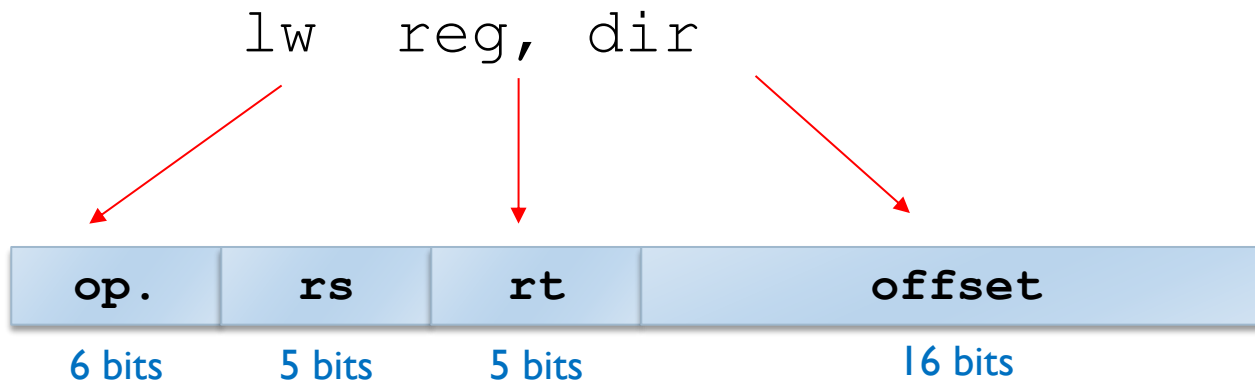 lw reg, dir
op. rs rt offset
6 bits 5 bits 5 bits 16 bits